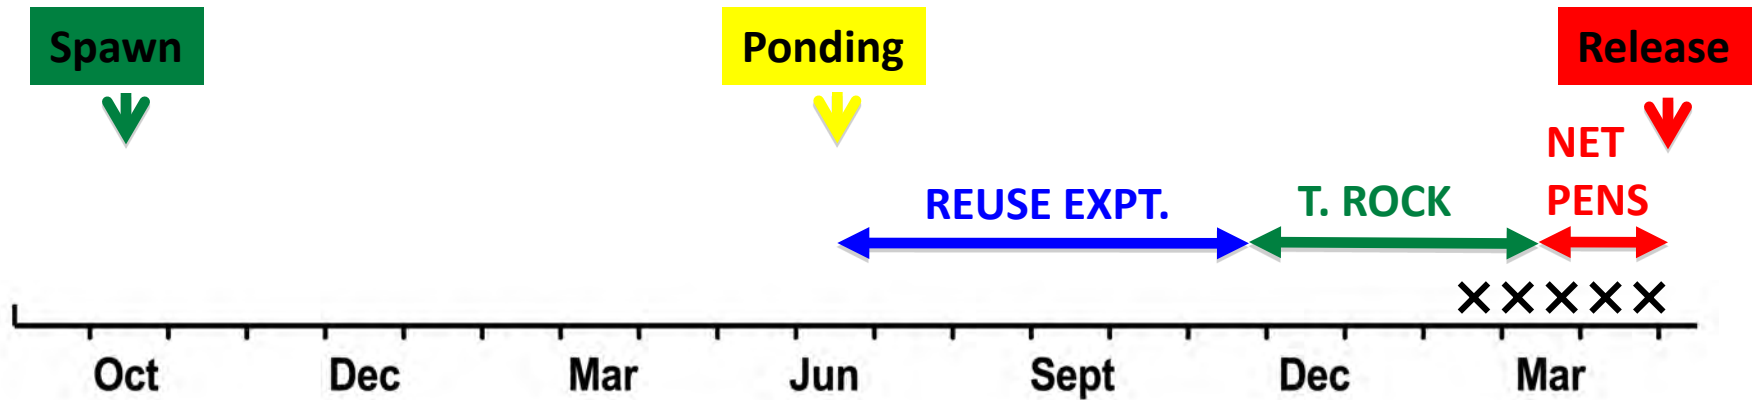 Spawn
Ponding
Release
NET
PENS
REUSE EXPT.
T. ROCK
Oct
Dec
Mar
Jun
Sept
Dec
Mar